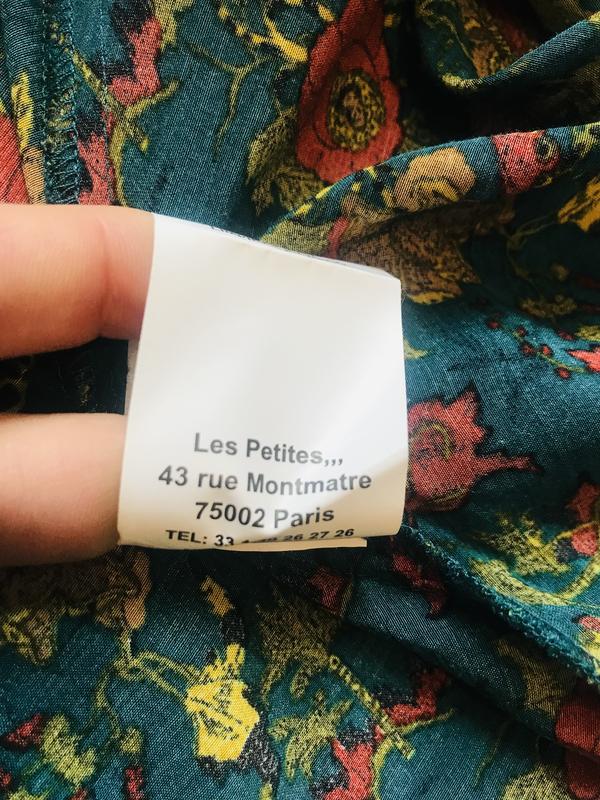 Les Petites,,,
43 rue Montmatre
75002 Paris
TEL: 33 26 27 26